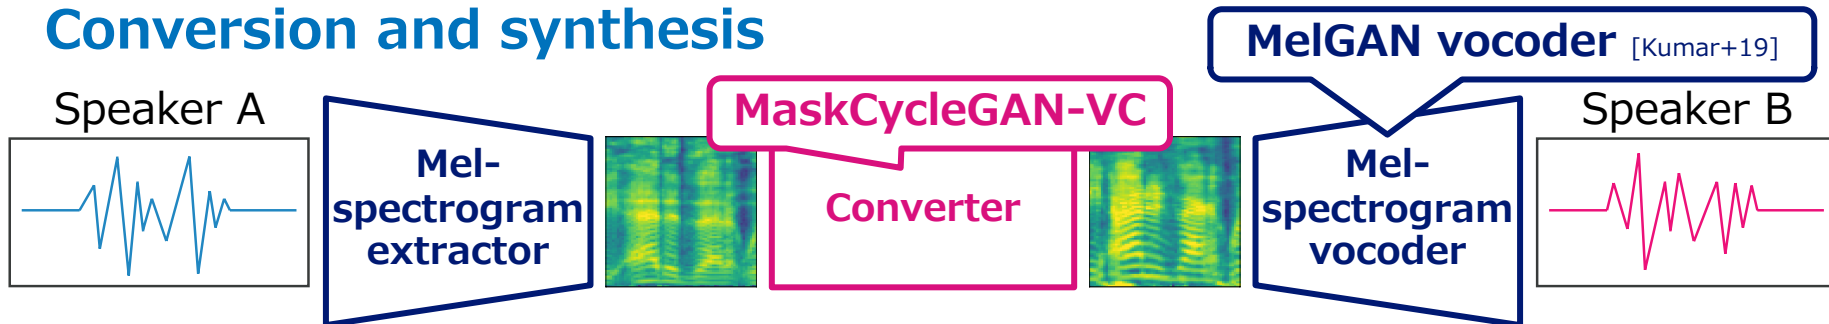 Conversion and synthesis
MelGAN vocoder [Kumar+19]
Speaker A
MaskCycleGAN-VC
Speaker B
Mel-
spectrogram
extractor
Converter
Mel-
spectrogram
vocoder